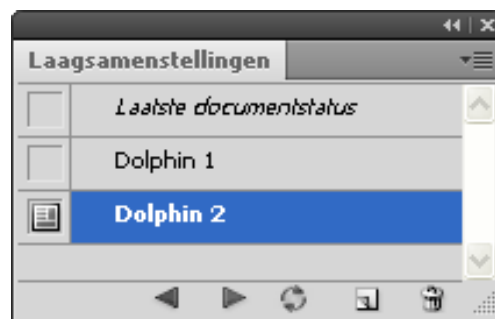 Laagsamenstellingen
Laatste documentstatus
Dolphin 1
Dolphin 2